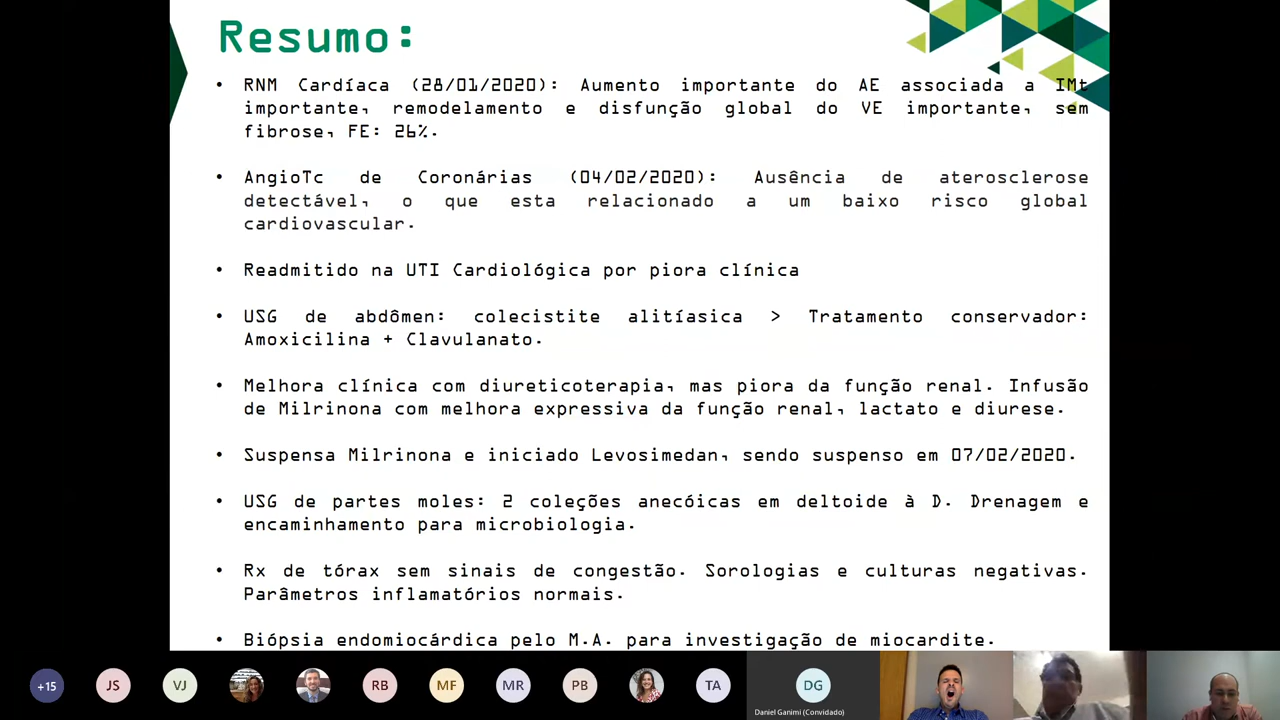 Resumo:
• RNM Cardíaca (28/01/2020): Aumento importante do AE associada a IMt
importante, remodelamento e disfunção global do VE importante, sem
fibrose, FE: 26%.
• AngioTc de Coronárias (04/02/2020): Ausência de aterosclerose
detectável, o que esta relacionado a um baixo risco global
cardiovascular.
• Readmitido na UTI Cardiológica por piora clínica
• USG de abdômen: colecistite alitíasica > Tratamento conservador:
Amoxicilina + Clavulanato.
• Melhora clínica com diureticoterapia, mas piora da função renal. Infusão
de Milrinona com melhora expressiva da função renal, lactato e diurese.
• Suspensa Milrinona e iniciado Levosimedan, sendo suspenso em 07/02/2020.
• USG de partes moles: 2 coleções anecóicas em deltoide à D. Drenagem e
encaminhamento para microbiologia.
• Rx de tórax sem sinais de congestão. Sorologias e culturas negativas.
Parâmetros inflamatórios normais.
• Biópsia endomiocárdica pelo M.A. para investigação de miocardite.
+15 JS VJ RB MF MR PB TA DG
Daniel Ganimi (Convidado)